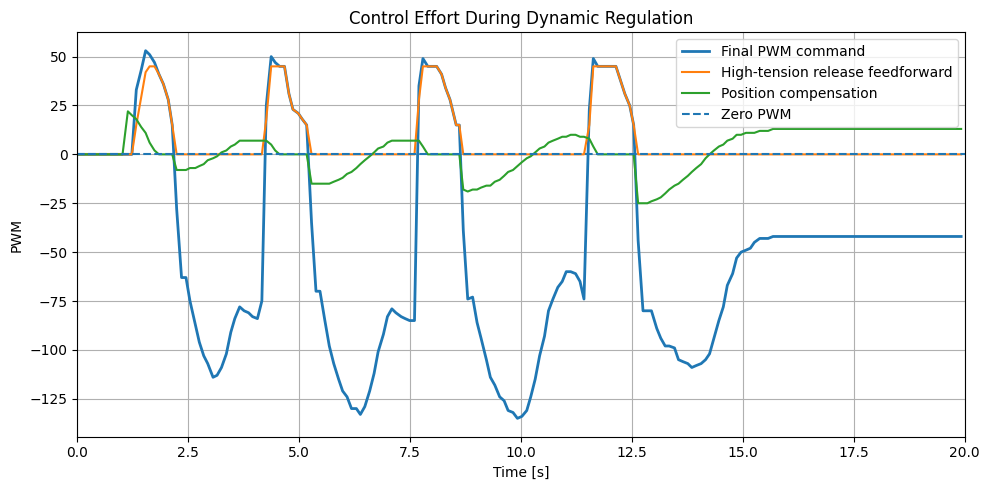 Control Effort During Dynamic Regulation
Final PWM command
High-tension release feedforward
Position compensation
Zero PWM
PWM
50
25
0
−25
−50
−75
−100
−125
0.0 2.5 5.0 7.5 10.0 12.5 15.0 17.5 20.0
Time [s]